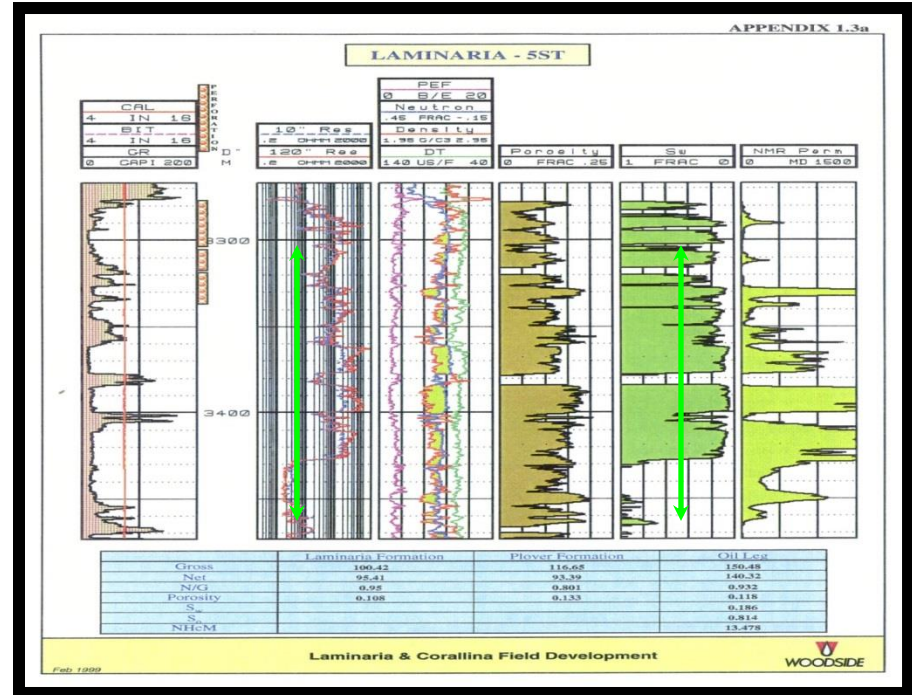 APPENDIX 1.3a
LAMINARIA - 5ST
PERFORATION
CAL
4 IN 16
BIT
4 IN 16
GR
0 GAPI 200
D
M
10" Res
.2 OHMM 2000
120" Res
.2 OHMM 2000
PEF
0 B/E 20
Neutron
.45 FRAC -.15
Density
1.95 G/C3 2.95
DT
140 US/F 40
Porosity
0 FRAC .25
Sw
1 FRAC 0
NMR Perm
0 MD 1500
3300
3400
Laminaria Formation Plover Formation Oil Leg
Gross 100.42 116.65 150.48
Net 95.41 93.39 140.32
N/G 0.95 0.801 0.932
Porosity 0.108 0.133 0.118
0.186
0.814
NHcM 13.478
Laminaria & Corallina Field Development
Feb 1999
WOODSIDE